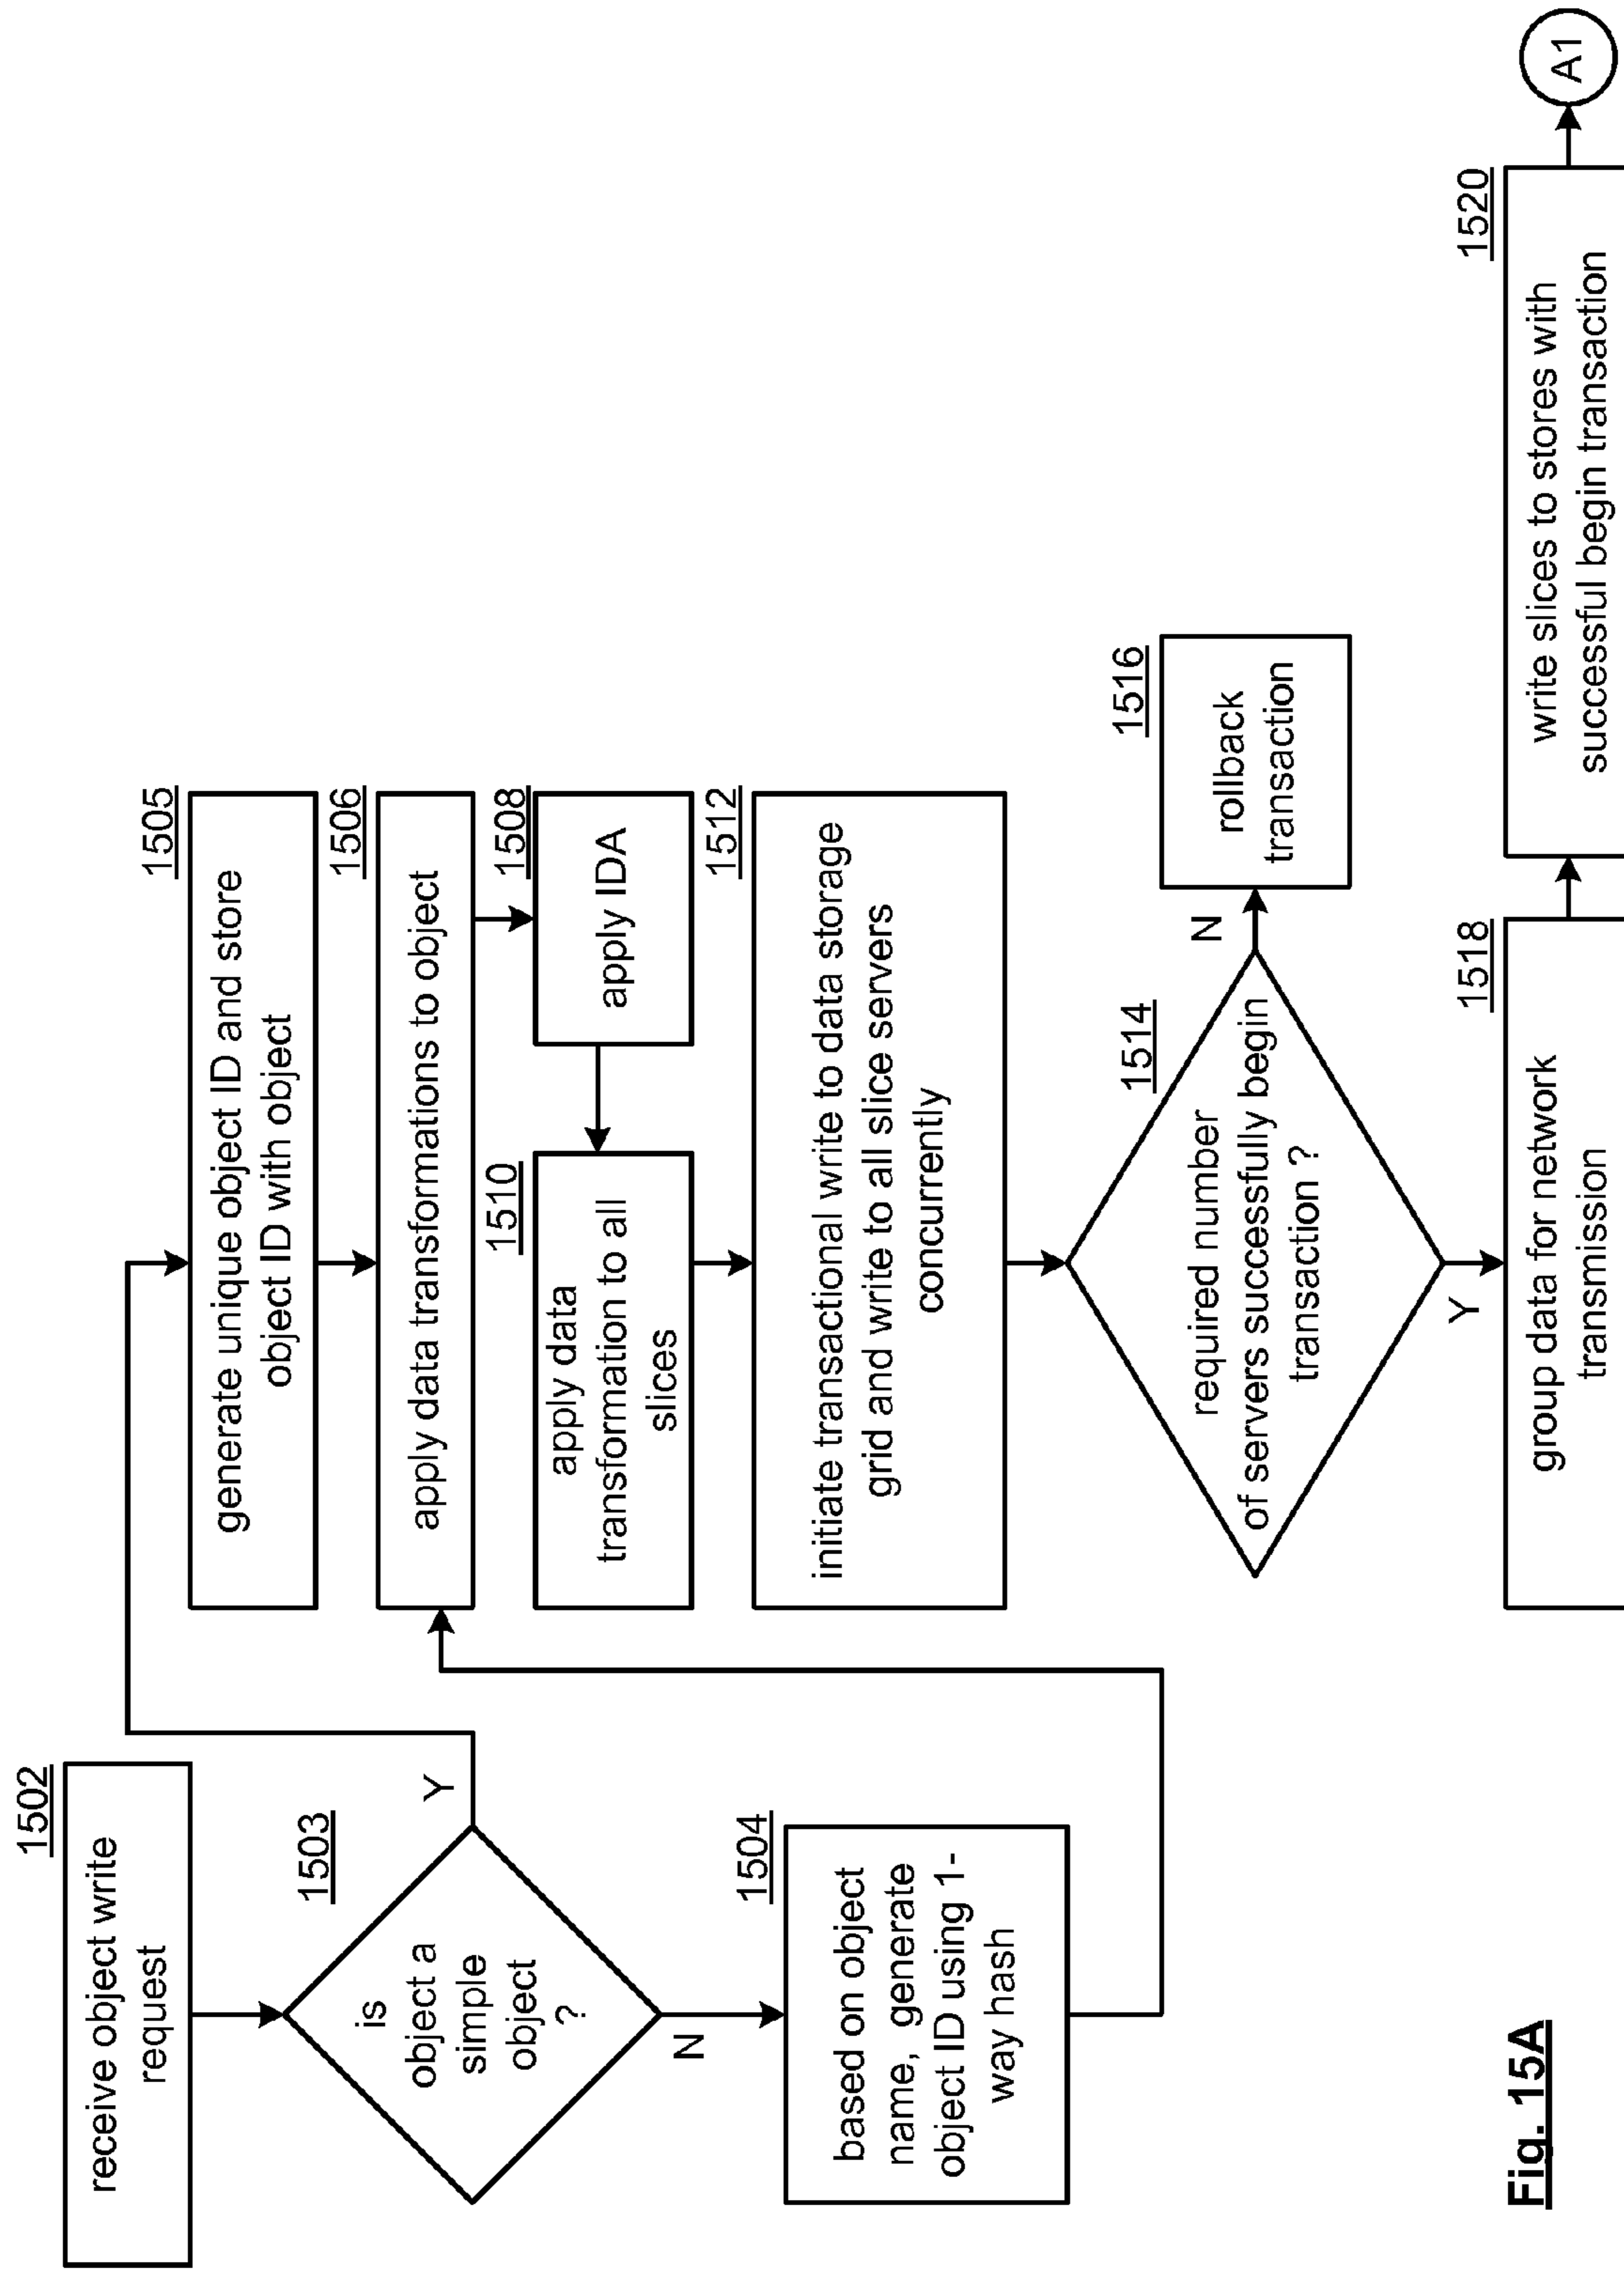 1502
receive object write
request
1503
is
object a
simple
object
?
Y
N
1504
based on object
name, generate
object ID using 1-
way hash
1505
generate unique object ID and store
object ID with object
1506
apply data transformations to object
1508
apply IDA
1510
apply data
transformation to all
slices
1512
initiate transactional write to data storage
grid and write to all slice servers
concurrently
1514
required number
of servers successfully begin
transaction ?
N
Y
1516
rollback
transaction
1518
group data for network
transmission
1520
write slices to stores with
successful begin transaction
A1
Fig. 15A